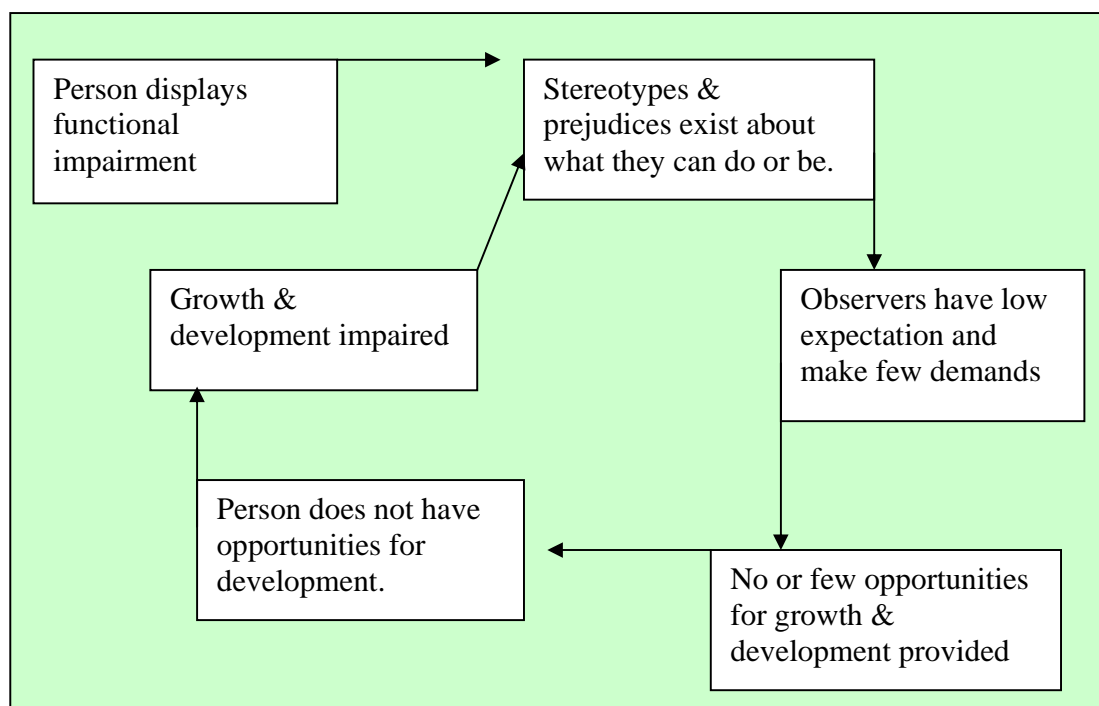 Person displays
functional
impairment
Stereotypes &
prejudices exist about
what they can do or be.
Growth &
development impaired
Observers have low
expectation and
make few demands
Person does not have
opportunities for
development.
No or few opportunities
for growth &
development provided